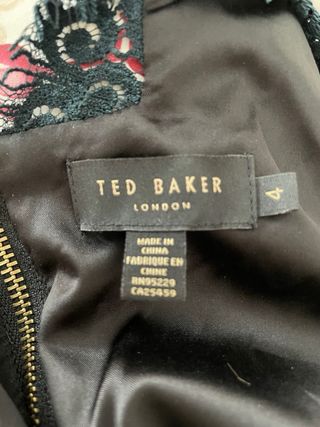 TED BAKER
LONDON
4
MADE IN
CHINA
FABRIQUE EN
CHINE
RN95229
CA25459